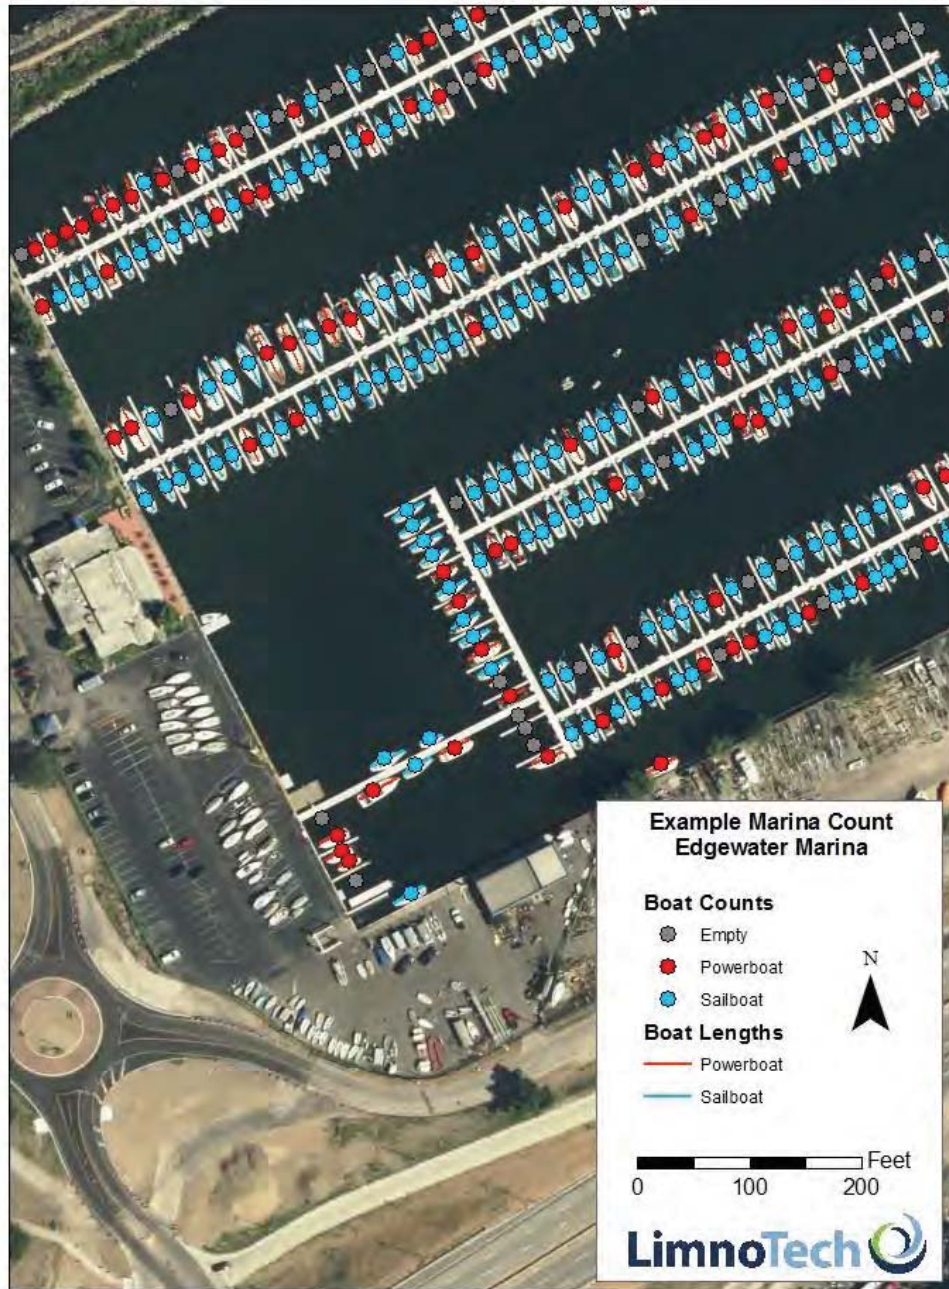 Example Marina Count
Edgewater Marina
Boat Counts
Empty
Powerboat
Sailboat
N
Boat Lengths
Powerboat
Sailboat
Feet
0 100 200
LimnoTech